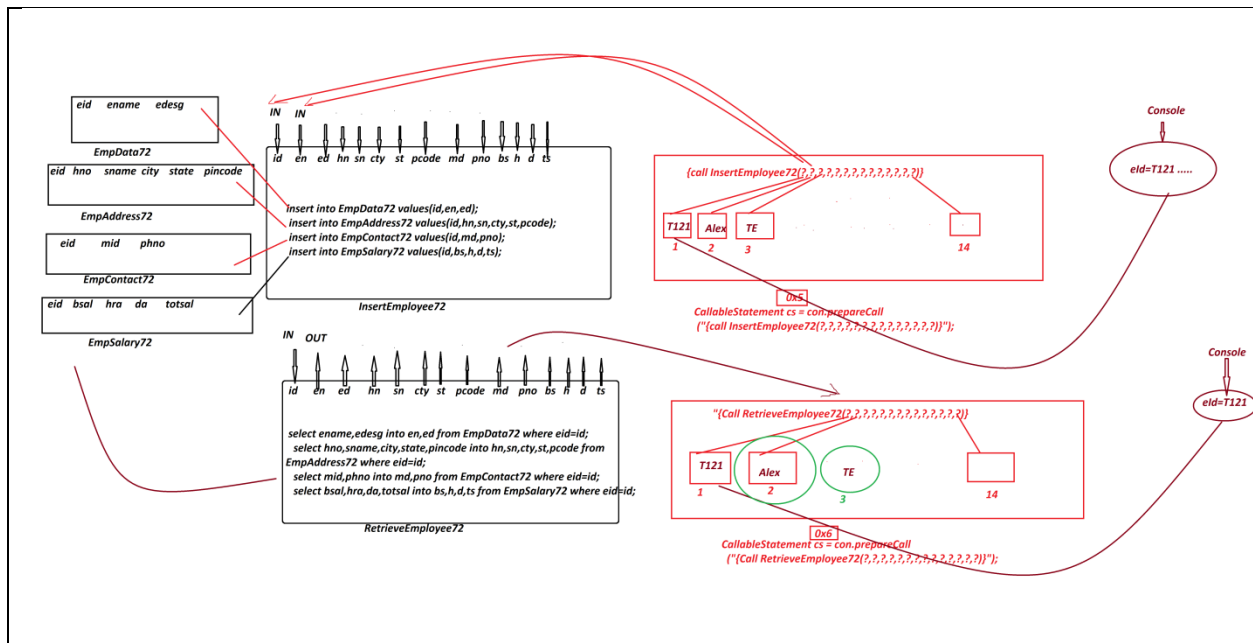 eid ename edesg
EmpData72
eid hno sname city state pincode
EmpAddress72
eid mid phno
EmpContact72
eid bsal hra da totsal
EmpSalary72
IN IN
id en ed hn sn cty st pcode md pno bs h d ts
insert into EmpData72 values(id,en,ed);
insert into EmpAddress72 values(id,hn,sn,cty,st,pcode);
insert into EmpContact72 values(id,md,pno);
insert into EmpSalary72 values(id,bs,h,d,ts);
InsertEmployee72
{call InsertEmployee72(?,?,?,?,?,?,?,?,?,?,?,?,?,?)}
T121 Alex TE
1 2 3 14
0x5
CallableStatement cs = con.prepareCall
("{call InsertEmployee72(?,?,?,?,?,?,?,?,?,?,?,?,?,?)}");
Console
eId=T121 .....
IN OUT
id en ed hn sn cty st pcode md pno bs h d ts
select ename,edesg into en,ed from EmpData72 where eid=id;
select hno,sname,city,state,pincode into hn,sn,cty,st,pcode from
EmpAddress72 where eid=id;
select mid,phno into md,pno from EmpContact72 where eid=id;
select bsal,hra,da,totsal into bs,h,d,ts from EmpSalary72 where eid=id;
RetrieveEmployee72
"{Call RetrieveEmployee72(?,?,?,?,?,?,?,?,?,?,?,?,?,?)}
T121 Alex TE
1 2 3 14
0x6
CallableStatement cs = con.prepareCall
("{Call RetrieveEmployee72(?,?,?,?,?,?,?,?,?,?,?,?,?,?)}");
Console
eId=T121